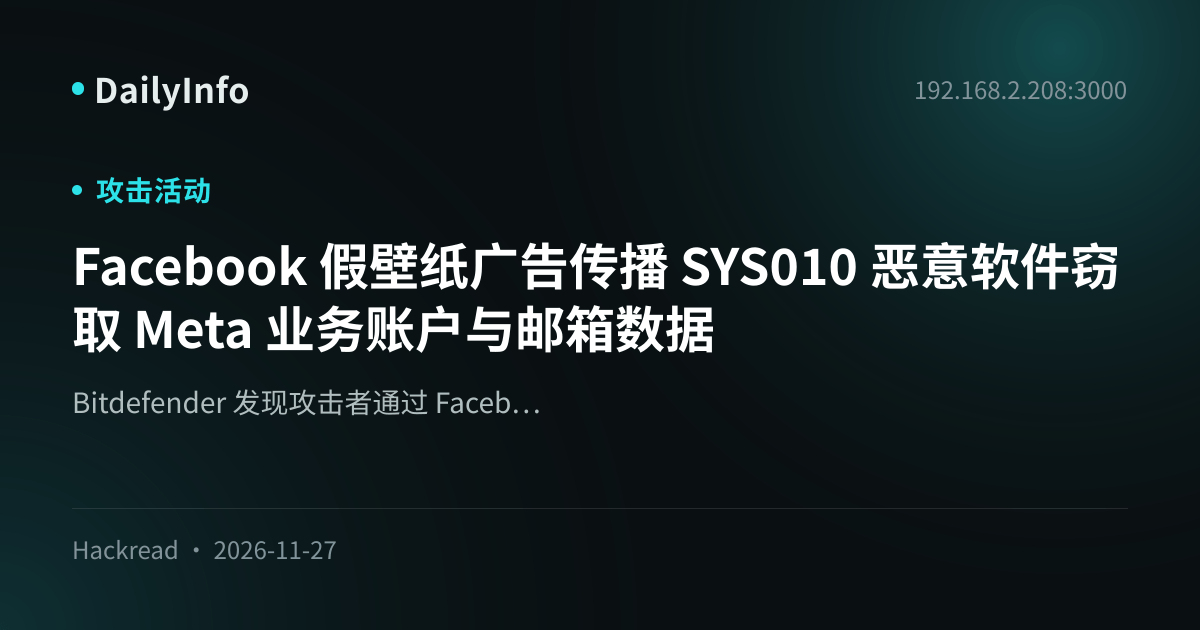 DailyInfo
192.168.2.208:3000
攻击活动
Facebook 假壁纸广告传播 SYS010 恶意软件窃
取 Meta 业务账户与邮箱数据
Bitdefender 发现攻击者通过 Faceb…
Hackread · 2026-11-27